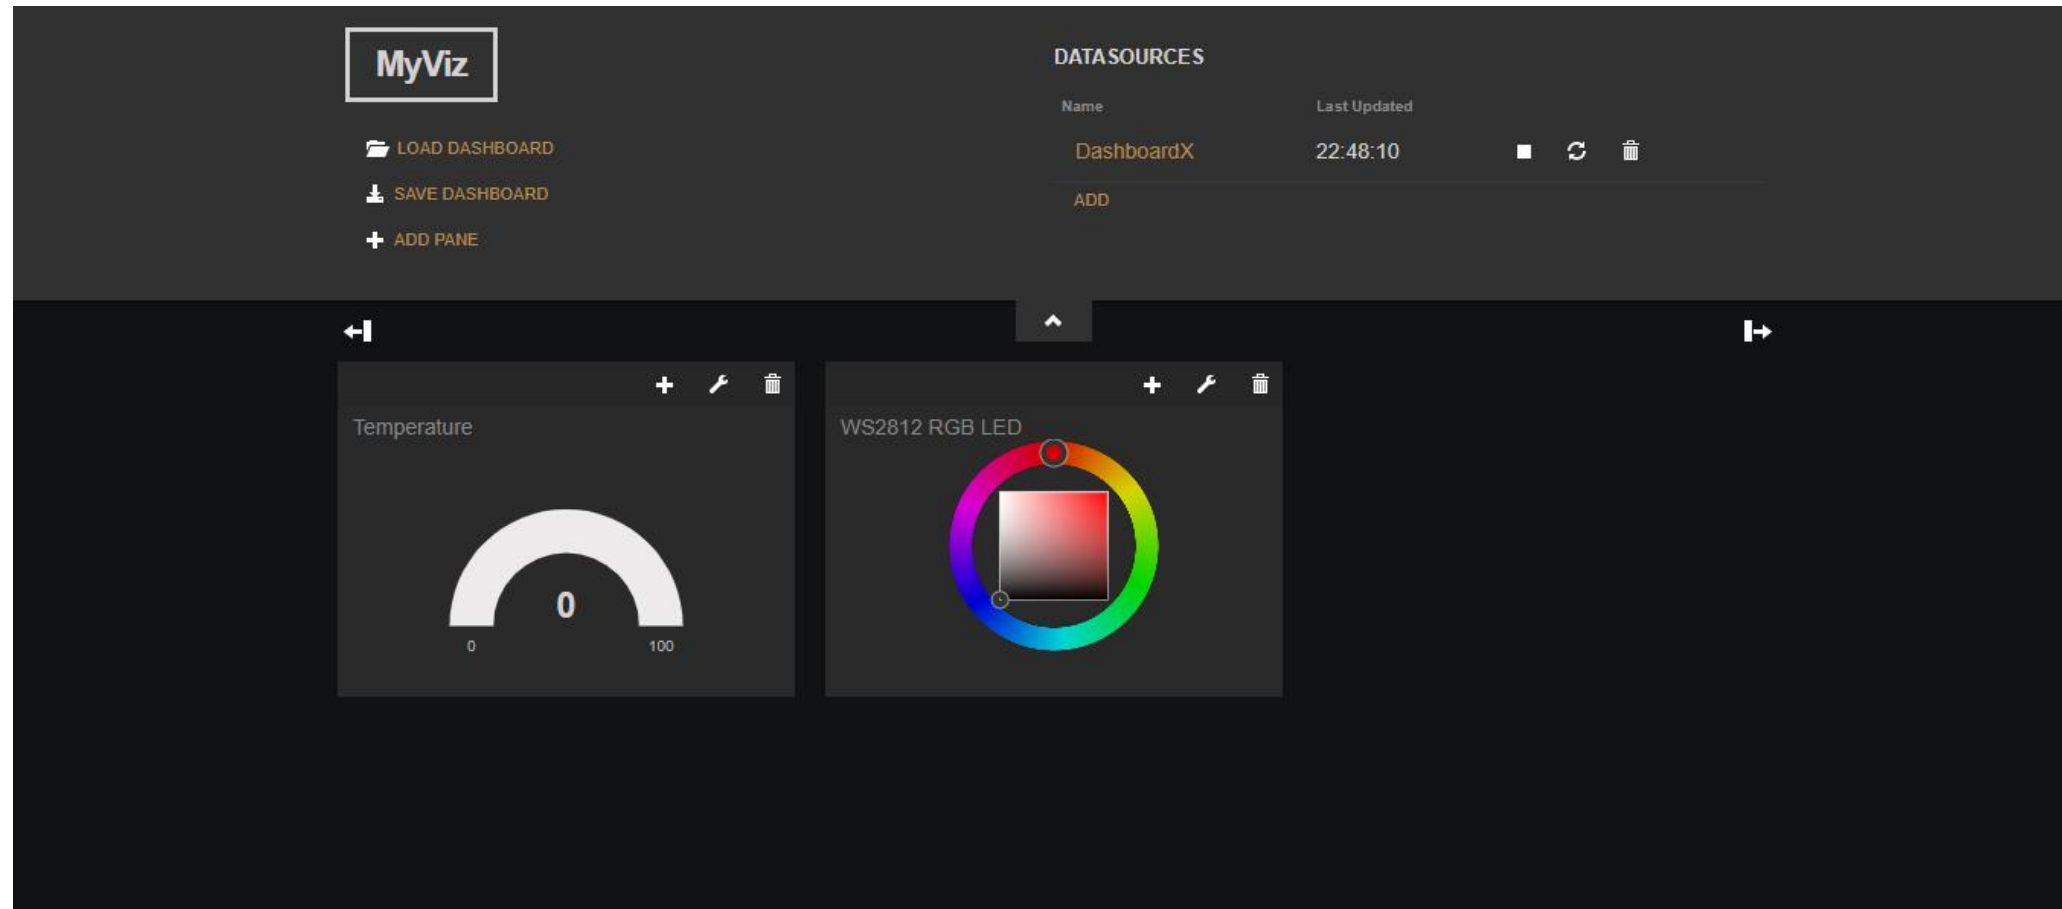 MyViz
LOAD DASHBOARD
SAVE DASHBOARD
ADD PANE
DATASOURCES
Name Last Updated
DashboardX 22:48:10
ADD
Temperature
0
0 100
WS2812 RGB LED